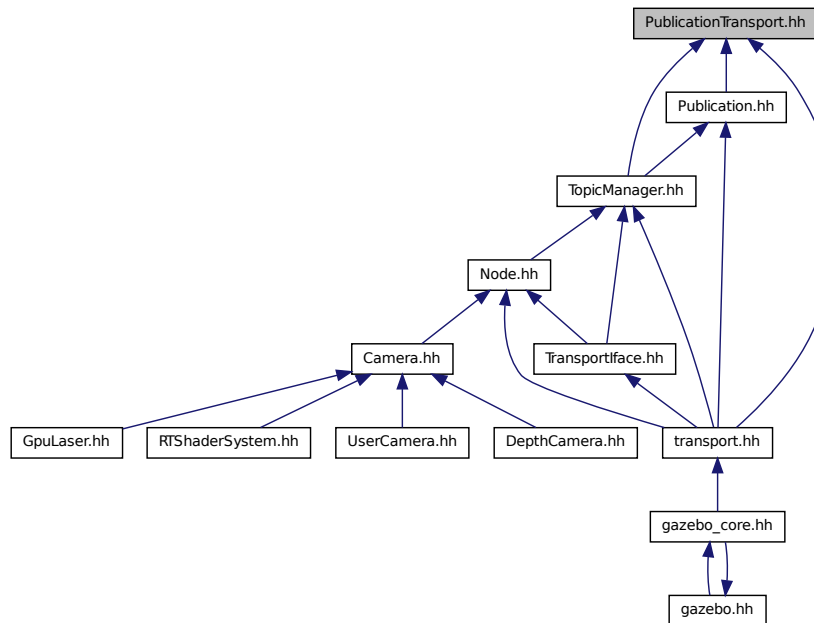 PublicationTransport.hh
Publication.hh
TopicManager.hh
Node.hh
Camera.hh
TransportIface.hh
GpuLaser.hh
RTShaderSystem.hh
UserCamera.hh
DepthCamera.hh
transport.hh
gazebo_core.hh
gazebo.hh